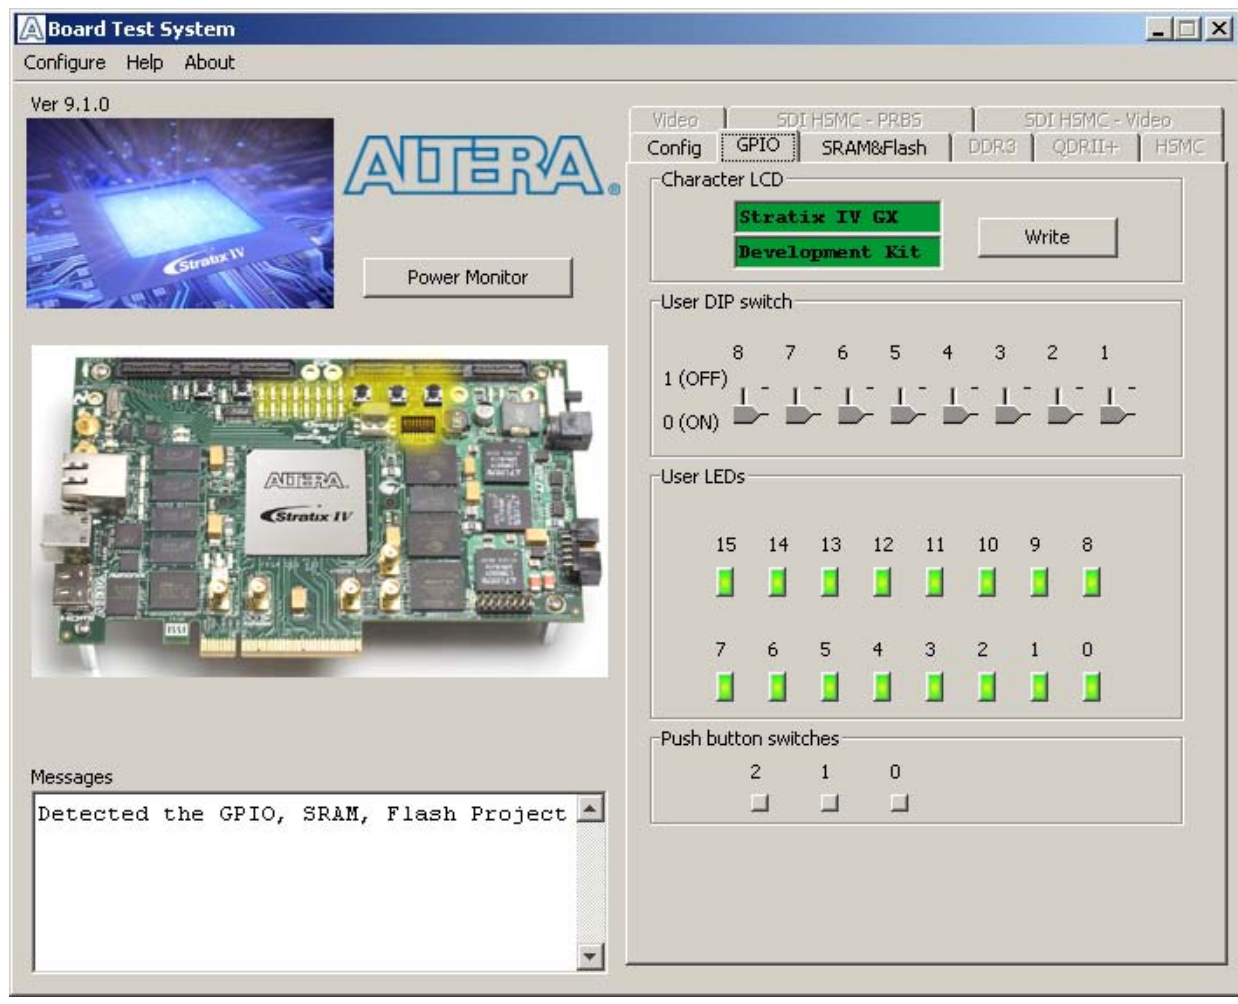 Board Test System
Configure Help About
Ver 9.1.0
Stratix IV
ALTERA®
Power Monitor
ALTERA
Stratix IV
Messages
Detected the GPIO, SRAM, Flash Project
Video SDI HSMC - PRBS SDI HSMC - Video
Config GPIO SRAM&Flash DDR3 QDRII+ HSMC
Character LCD
Stratix IV GX
Development Kit
Write
User DIP switch
8 7 6 5 4 3 2 1
1 (OFF)
0 (ON)
User LEDs
15 14 13 12 11 10 9 8
7 6 5 4 3 2 1 0
Push button switches
2 1 0